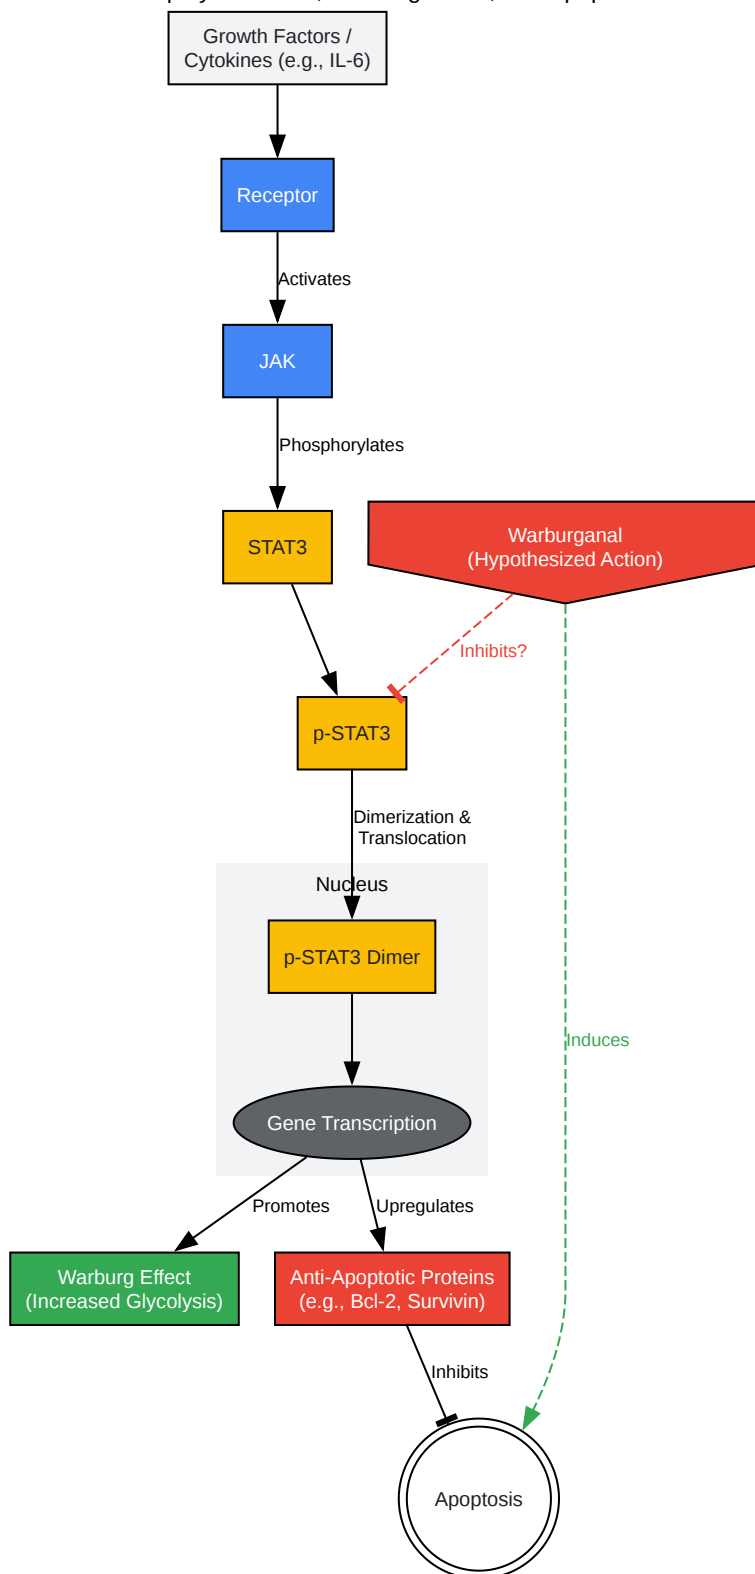 Growth Factors /
Cytokines (e.g., IL-6)
Receptor
Activates
JAK
Phosphorylates
STAT3
Warburganal
(Hypothesized Action)
Inhibits?
p-STAT3
Dimerization &
Translocation
Nucleus
p-STAT3 Dimer
Induces
Gene Transcription
Promotes
Upregulates
Warburg Effect
(Increased Glycolysis)
Anti-Apoptotic Proteins
(e.g., Bcl-2, Survivin)
Inhibits
Apoptosis